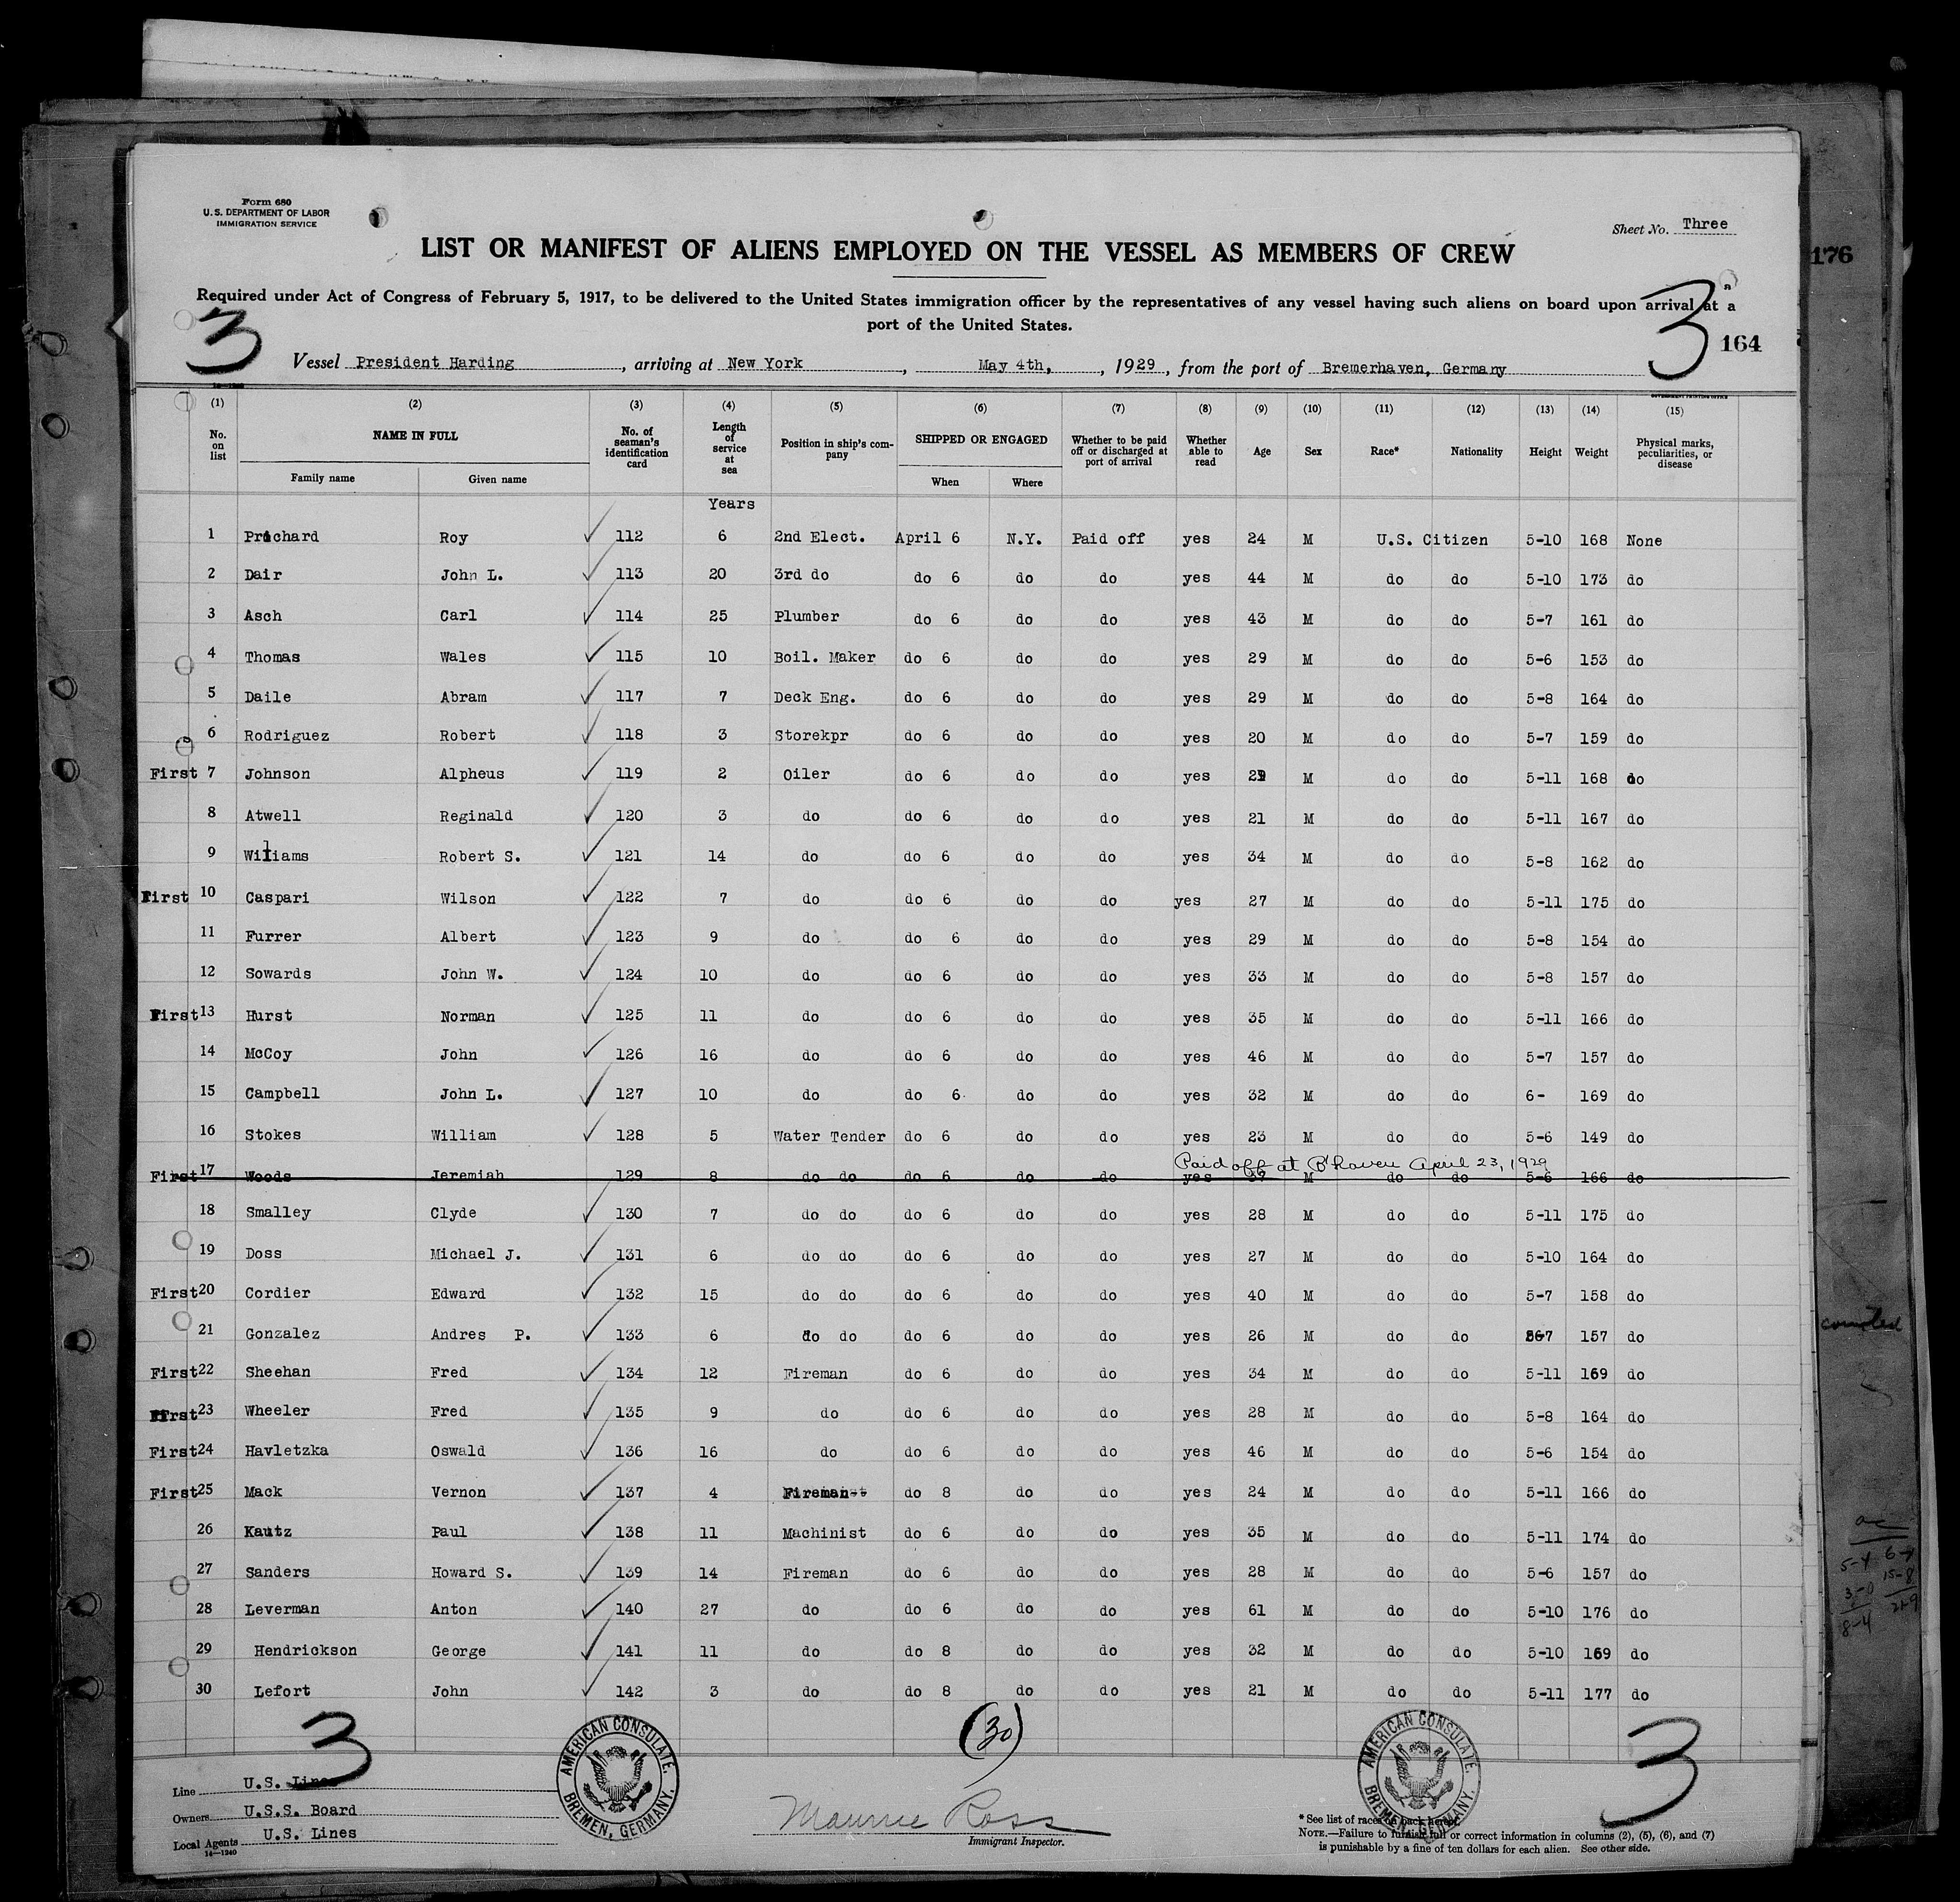 Form 680
U. S. DEPARTMENT OF LABOR
IMMIGRATION SERVICE
Sheet No. Three
LIST OR MANIFEST OF ALIENS EMPLOYED ON THE VESSEL AS MEMBERS OF CREW
176
Required under Act of Congress of February 5, 1917, to be delivered to the United States immigration officer by the representatives of any vessel having such aliens on board upon arrival at a
port of the United States.
3 3 164
Vessel President Harding, arriving at New York, May 4th, , 1929, from the port of Bremerhaven, Germany
GOVERNMENT PRINTING OFFICE
(1) (2) (3) (4) (5) (6) (7) (8) (9) (10) (11) (12) (13) (14) (15)
No. on list NAME IN FULL No. of seaman's identification card Length of service at sea Position in ship's company SHIPPED OR ENGAGED Whether to be paid off or discharged at port of arrival Whether able to read Age Sex Race* Nationality Height Weight Physical marks, peculiarities, or disease
Family name Given name When Where
Years
1 Prichard Roy 112 6 2nd Elect. April 6 N.Y. Paid off yes 24 M U.S. Citizen 5-10 168 None
2 Dair John L. 113 20 3rd do do 6 do do yes 44 M do do 5-10 173 do
3 Asch Carl 114 25 Plumber do 6 do do yes 43 M do do 5-7 161 do
4 Thomas Wales 115 10 Boil. Maker do 6 do do yes 29 M do do 5-6 153 do
5 Daile Abram 117 7 Deck Eng. do 6 do do yes 29 M do do 5-8 164 do
6 Rodriguez Robert 118 3 Storekpr do 6 do do yes 20 M do do 5-7 159 do
First 7 Johnson Alpheus 119 2 Oiler do 6 do do yes M do do 5-11 168 do
8 Atwell Reginald 120 3 do do 6 do do yes 21 M do do 5-11 167 do
9 Williams Robert S. 121 14 do do 6 do do yes 34 M do do 5-8 162 do
First 10 Caspari Wilson 122 7 do do 6 do do yes 27 M do do 5-11 175 do
11 Furrer Albert 123 9 do do 6 do do yes 29 M do do 5-8 154 do
12 Sowards John W. 124 10 do do 6 do do yes 33 M do do 5-8 157 do
First 13 Hurst Norman 125 11 do do 6 do do yes 35 M do do 5-11 166 do
14 McCoy John 126 16 do do 6 do do yes 46 M do do 5-7 157 do
15 Campbell John L. 127 10 do do 6 do do yes 32 M do do 6- 169 do
16 Stokes William 128 5 Water Tender do 6 do do yes 23 M do do 5-6 149 do
Paid off at B'haven April 23, 1929
First 17 Woods Jeremiah 129 8 do do do 6 do do yes M do do 5-6 166 do
18 Smalley Clyde 130 7 do do do 6 do do yes 28 M do do 5-11 175 do
19 Doss Michael J. 131 6 do do do 6 do do yes 27 M do do 5-10 164 do
First 20 Cordier Edward 132 15 do do do 6 do do yes 40 M do do 5-7 158 do
21 Gonzalez Andres P. 133 6 do do do 6 do do yes 26 M do do 157 do
First 22 Sheehan Fred 134 12 Fireman do 6 do do yes 34 M do do 5-11 169 do
First 23 Wheeler Fred 135 9 do do 6 do do yes 28 M do do 5-8 164 do
First 24 Havletzka Oswald 136 16 do do 6 do do yes 46 M do do 5-6 154 do
First 25 Mack Vernon 137 4 Fireman do 8 do do yes 24 M do do 5-11 166 do
26 Kautz Paul 138 11 Machinist do 6 do do yes 35 M do do 5-11 174 do
27 Sanders Howard S. 139 14 Fireman do 6 do do yes 28 M do do 5-6 157 do
28 Leverman Anton 140 27 do do 6 do do yes 61 M do do 5-10 176 do
29 Hendrickson George 141 11 do do 8 do do yes 32 M do do 5-10 169 do
30 Lefort John 142 3 do do 8 do do yes 21 M do do 5-11 177 do
3 (30) 3
AMERICAN CONSULATE. BREMEN, GERMANY.
AMERICAN CONSULATE. BREMEN, GERMANY.
Line U.S. Lines
Owners U.S.S. Board
Local Agents U.S. Lines
14-1240
Maurice Ross
Immigrant Inspector.
* See list of races on back hereof.
NOTE.—Failure to furnish full or correct information in columns (2), (5), (6), and (7)
is punishable by a fine of ten dollars for each alien. See other side.